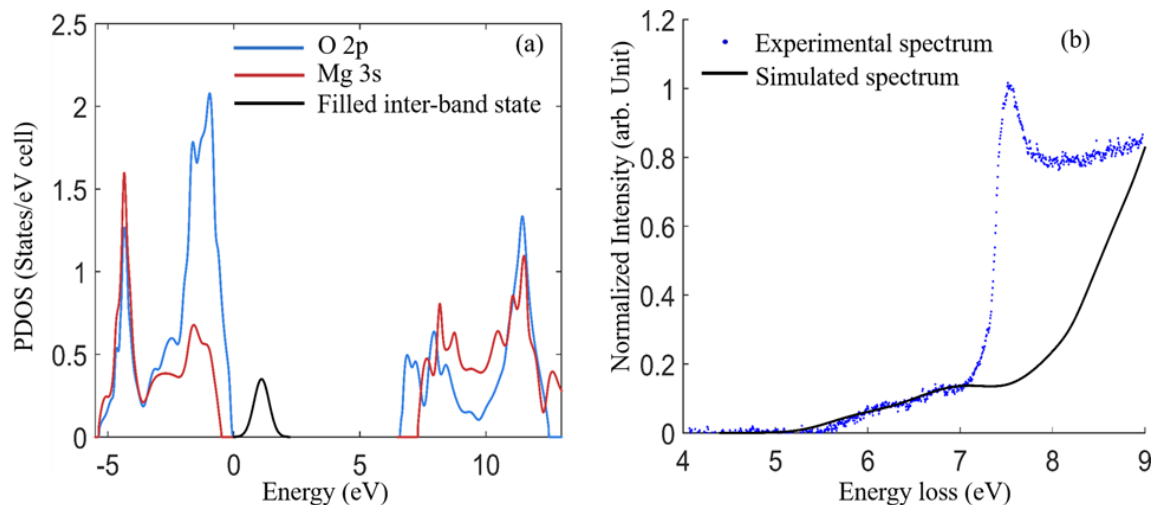 (a)
O 2p
Mg 3s
Filled inter-band state
PDOS (States/eV cell)
2.5
2
1.5
1
0.5
0
-5
0
5
10
Energy (eV)
(b)
Experimental spectrum
Simulated spectrum
Normalized Intensity (arb. Unit)
1.2
1
0.8
0.6
0.4
0.2
0
4
5
6
7
8
9
Energy loss (eV)